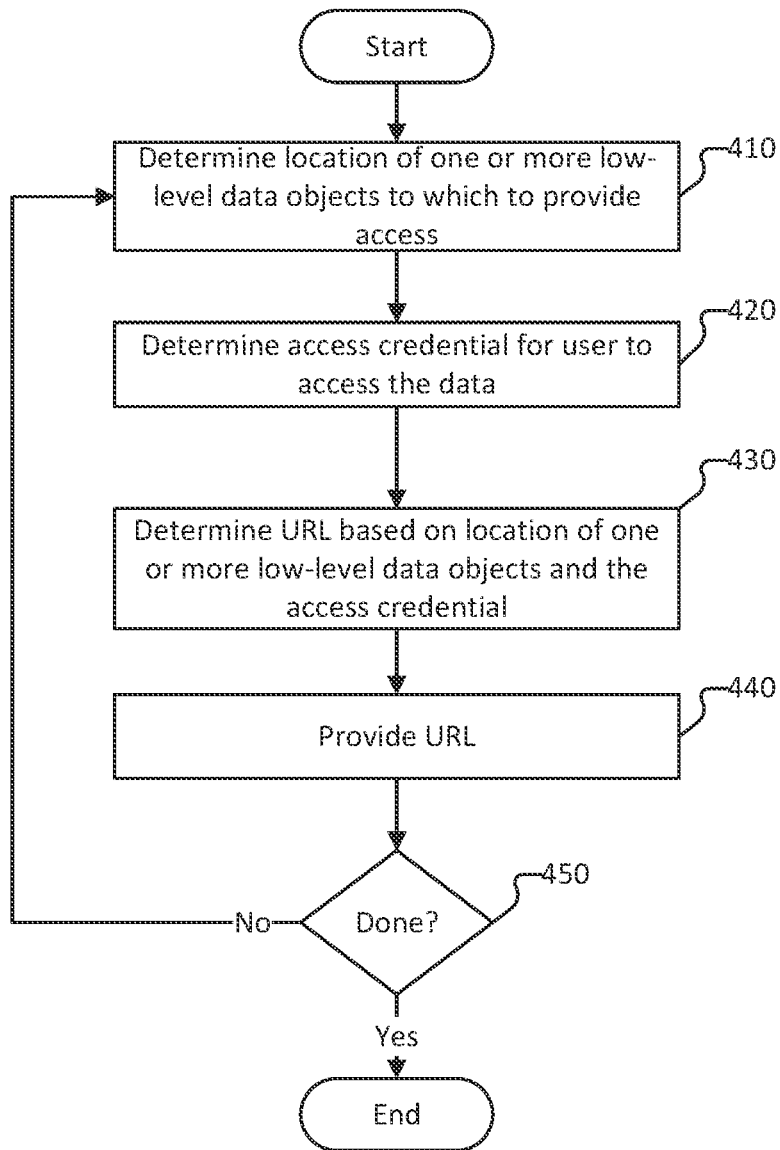 Start
Determine location of one or more low-
level data objects to which to provide
access
410
Determine access credential for user to
access the data
420
Determine URL based on location of one
or more low-level data objects and the
access credential
430
Provide URL
440
Done?
450
No
Yes
End